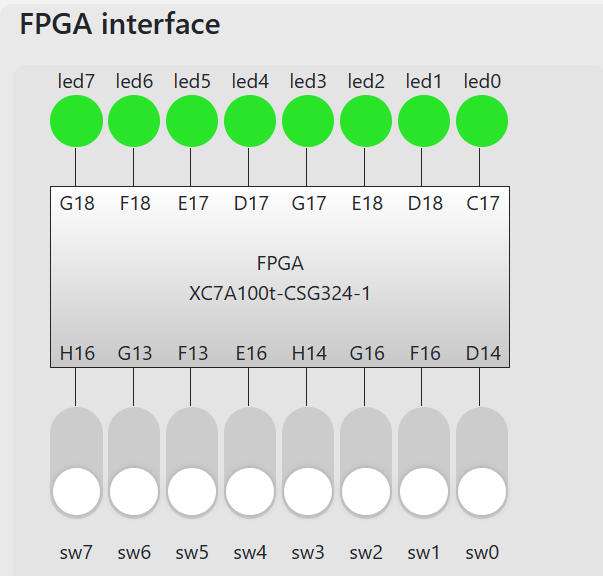 FPGA interface
led7 led6 led5 led4 led3 led2 led1 led0
G18 F18 E17 D17 G17 E18 D18 C17
FPGA
XC7A100t-CSG324-1
H16 G13 F13 E16 H14 G16 F16 D14
sw7 sw6 sw5 sw4 sw3 sw2 sw1 sw0